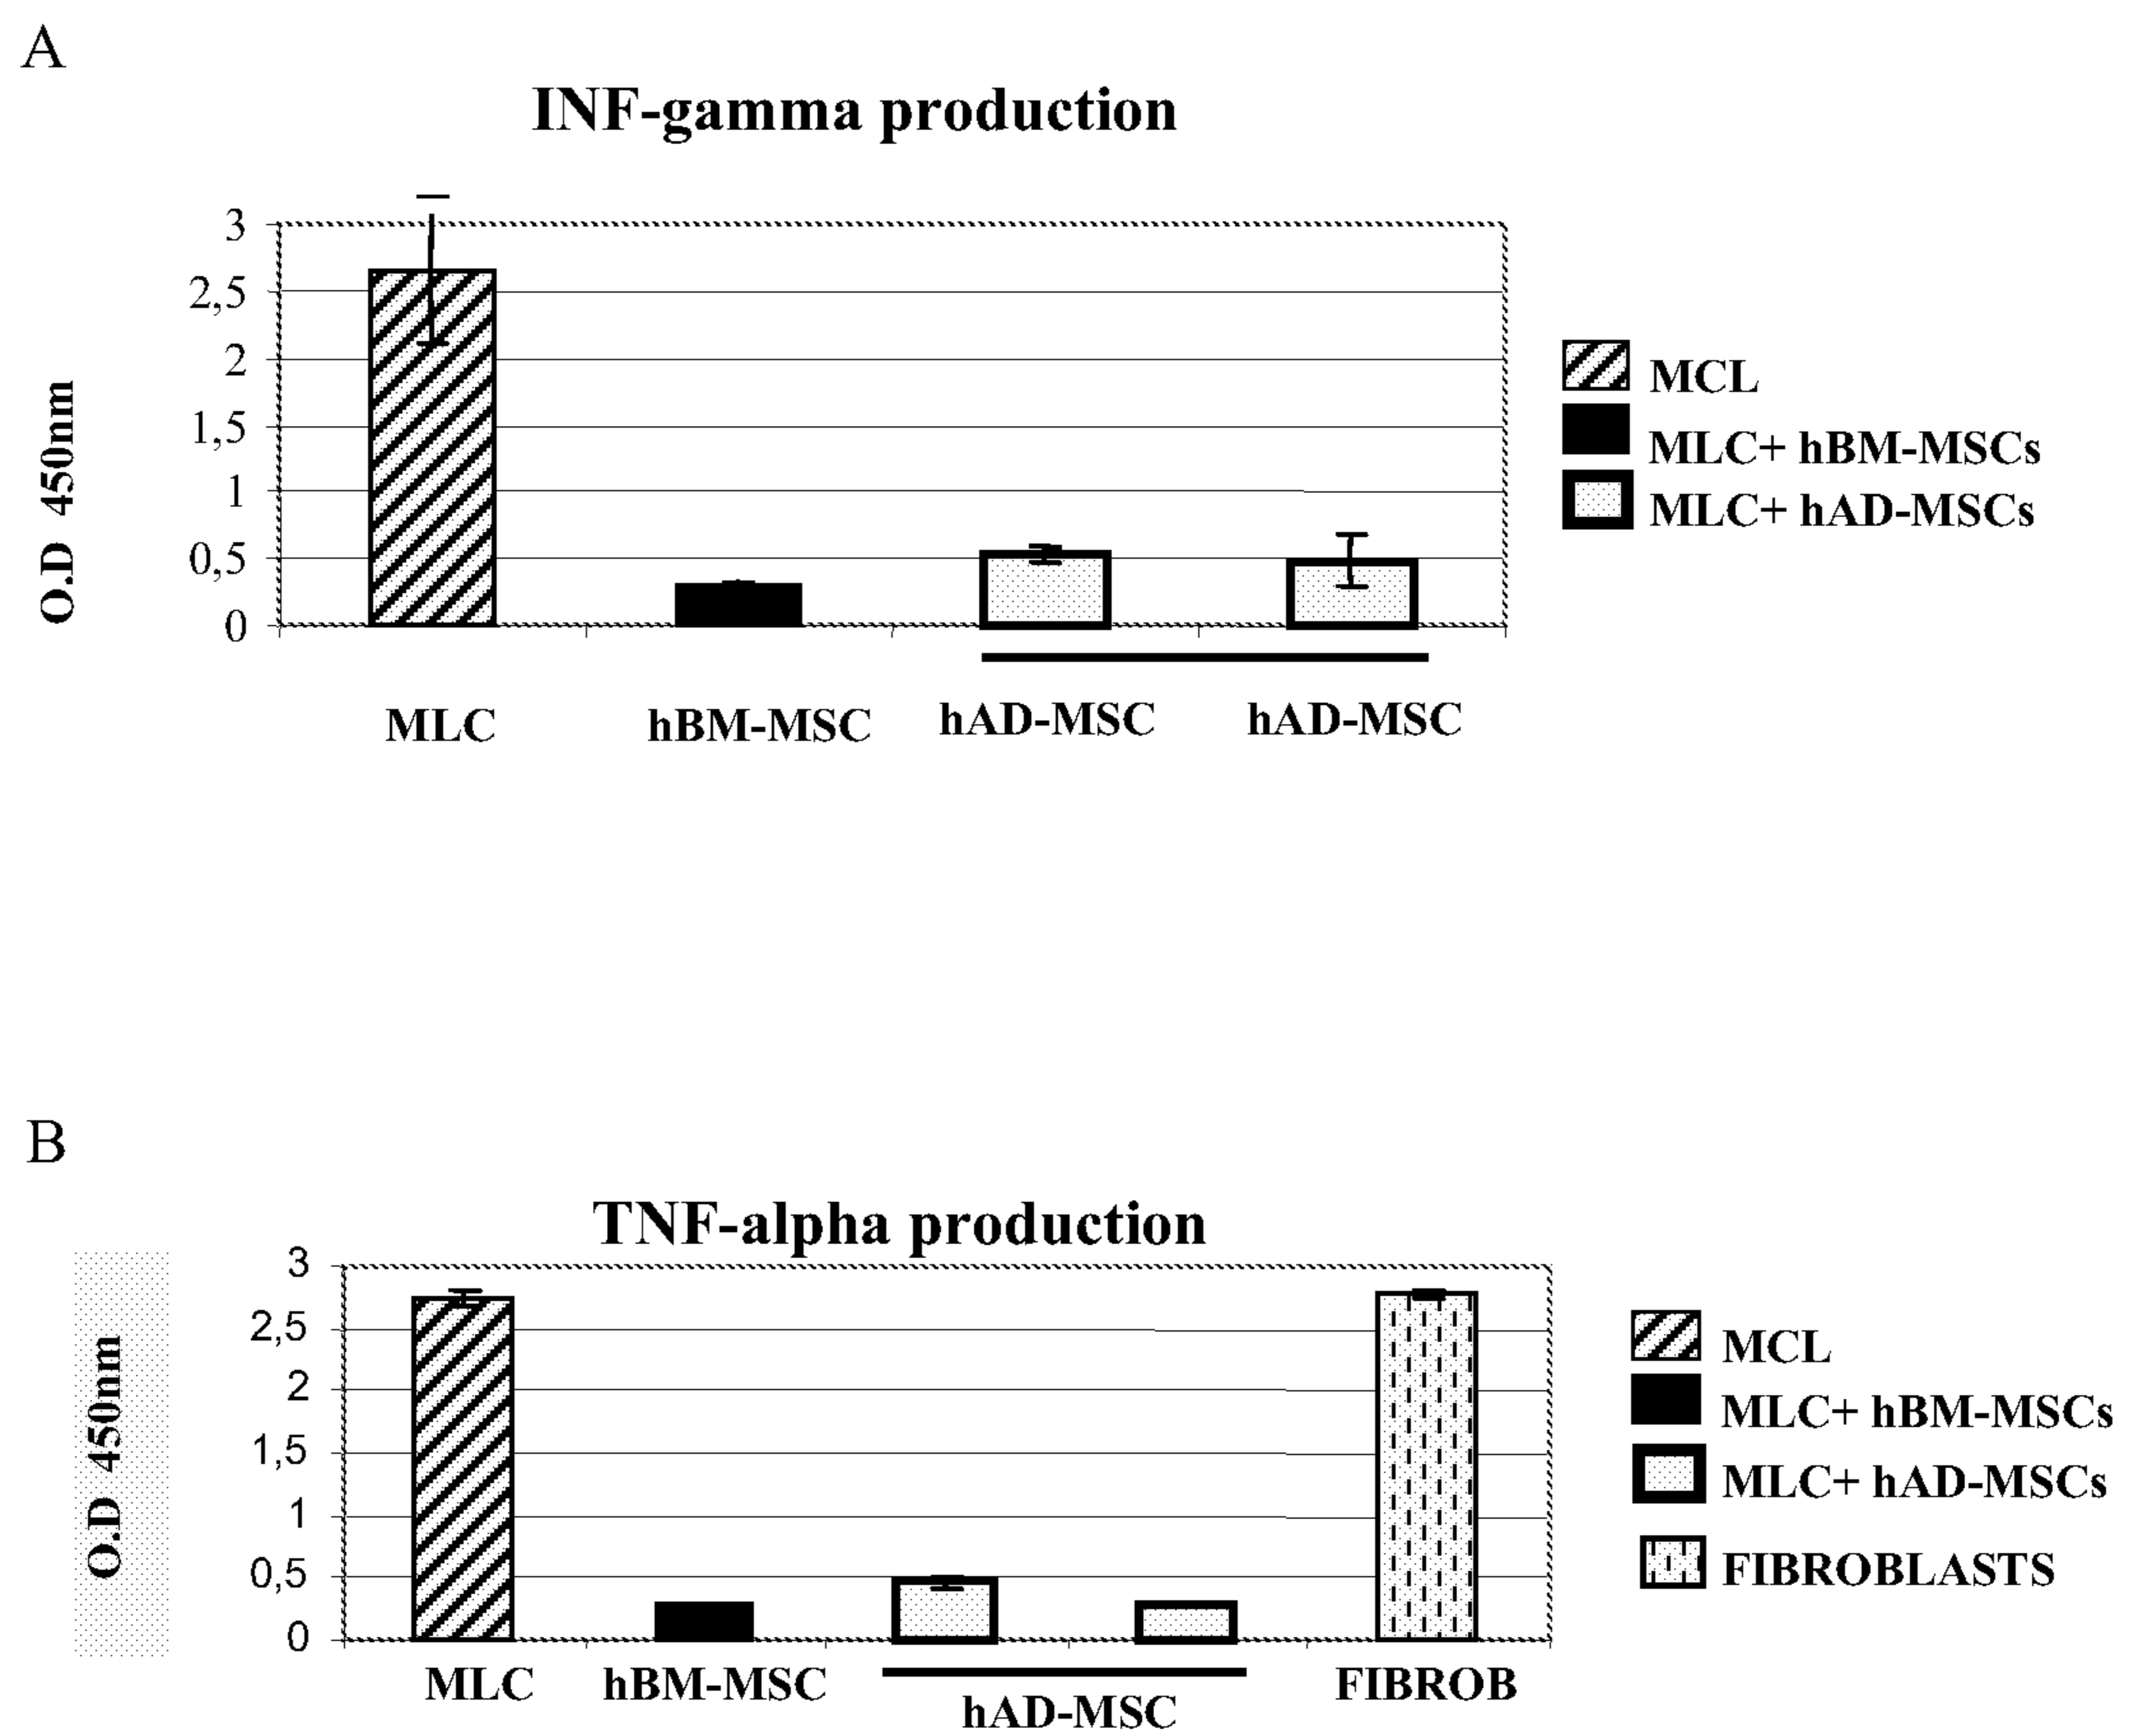 A
INF-gamma production
3
2,5
2
1,5
1
0,5
0
O.D 450nm
MLC
hBM-MSC
hAD-MSC
hAD-MSC
MCL
MLC+ hBM-MSCs
MLC+ hAD-MSCs
B
TNF-alpha production
3
2,5
2
1,5
1
0,5
0
O.D 450nm
MLC
hBM-MSC
hAD-MSC
FIBROB
MCL
MLC+ hBM-MSCs
MLC+ hAD-MSCs
FIBROBLASTS